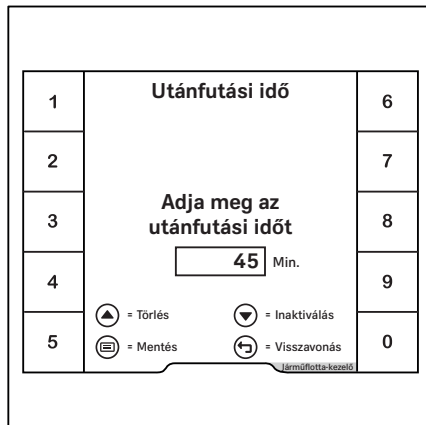 Utánfutási idő
1
6
2
7
Adja meg az
utánfutási időt
3
8
45 Min.
4
9
= Törlés
= Inaktiválás
5
= Mentés
= Visszavonás
0
Járműflotta-kezelő